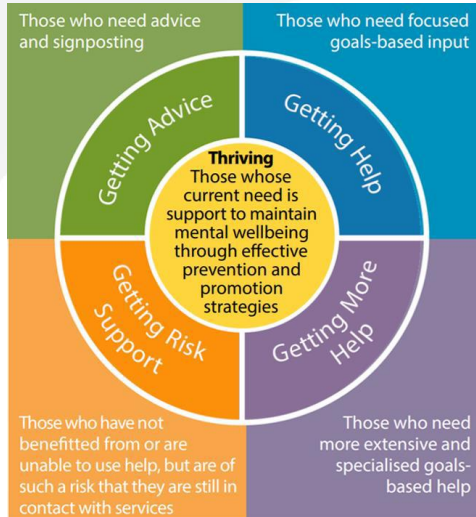 Those who need advice
and signposting
Those who need focused
goals-based input
Getting Advice
Getting Help
Thriving
Those whose
current need is
support to maintain
mental wellbeing
through effective
prevention and
promotion
strategies
Getting Risk
Support
Getting More
Help
Those who have not
benefitted from or are
unable to use help, but are of
such a risk that they are still in
contact with services
Those who need
more extensive and
specialised goals-
based help